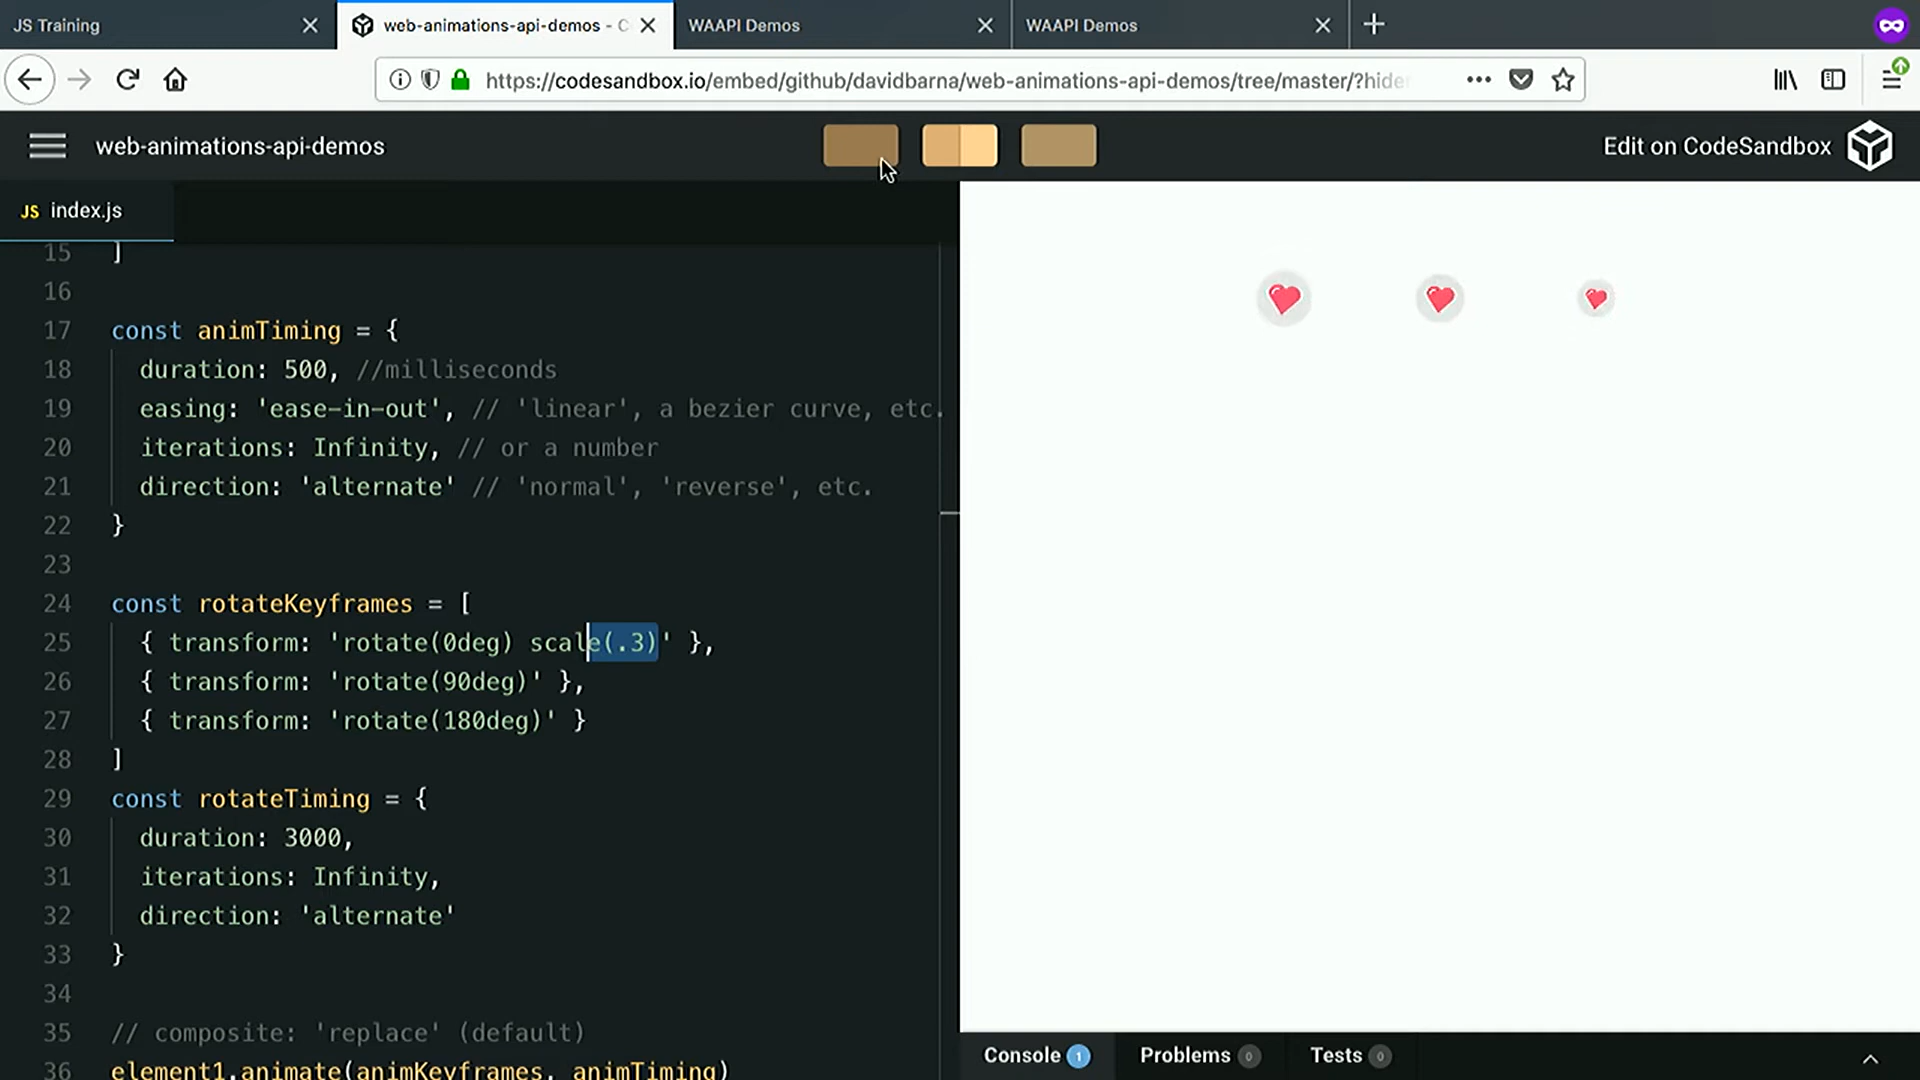 JS Training
web-animations-api-demos - C
WAAPI Demos
WAAPI Demos
https://codesandbox.io/embed/github/davidbarna/web-animations-api-demos/tree/master/?hide
web-animations-api-demos
Edit on CodeSandbox
JS index.js
15 ]
16
17 const animTiming = {
18 duration: 500, //milliseconds
19 easing: 'ease-in-out', // 'linear', a bezier curve, etc.
20 iterations: Infinity, // or a number
21 direction: 'alternate' // 'normal', 'reverse', etc.
22 }
23
24 const rotateKeyframes = [
25 { transform: 'rotate(0deg) scale(.3)' },
26 { transform: 'rotate(90deg)' },
27 { transform: 'rotate(180deg)' }
28 ]
29 const rotateTiming = {
30 duration: 3000,
31 iterations: Infinity,
32 direction: 'alternate'
33 }
34
35 // composite: 'replace' (default)
36 element1.animate(animKeyframes, animTiming)
Console 1 Problems 0 Tests 0